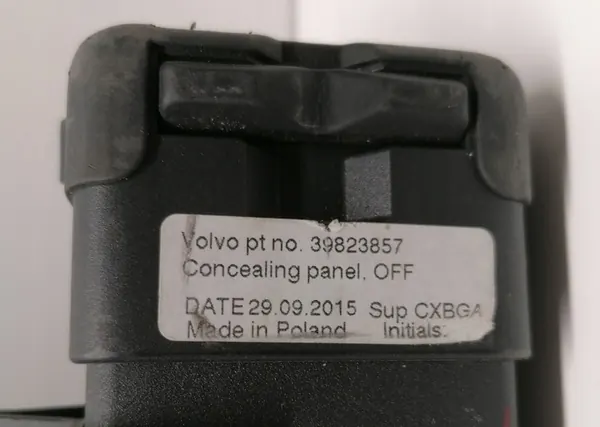 Volvo pt no. 39823857
Concealing panel, OFF
DATE 29.09.2015 Sup CXBGA
Made in Poland Initials: